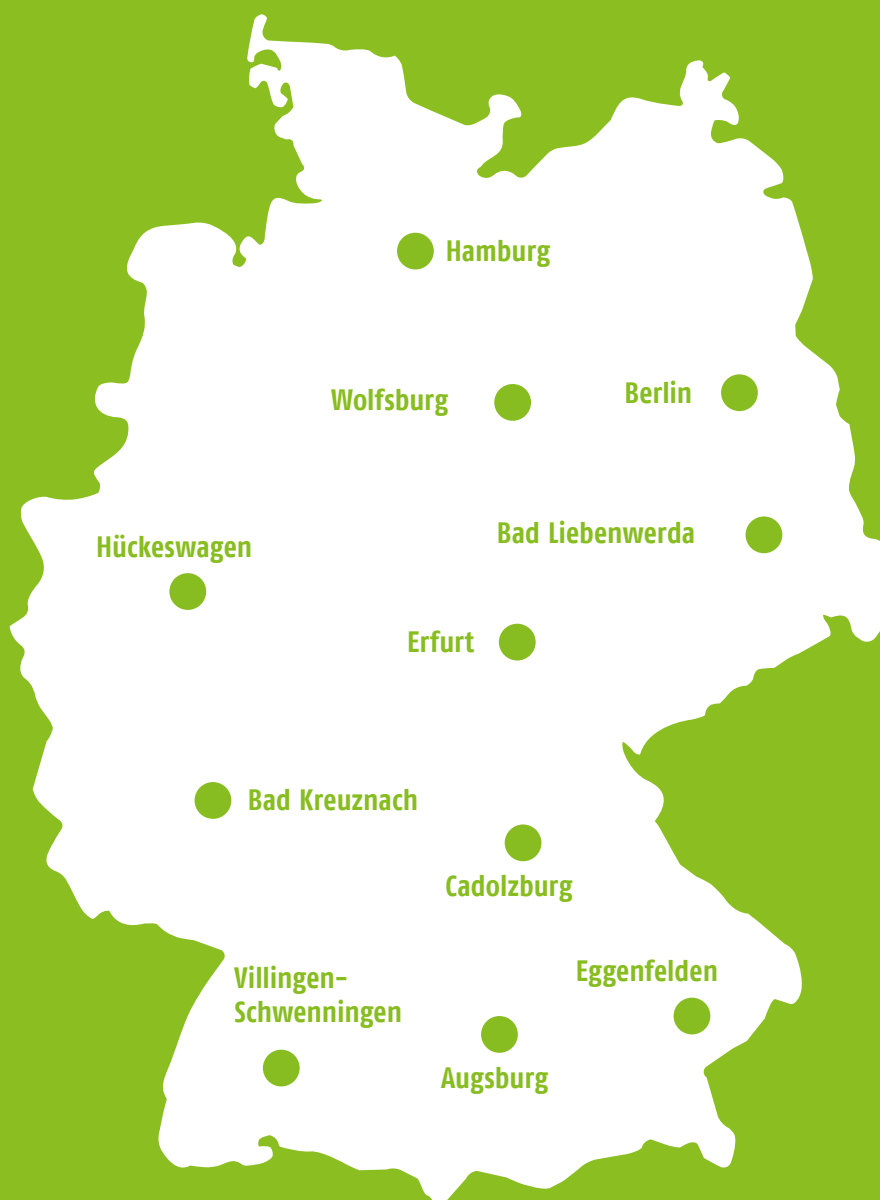 Hamburg
Wolfsburg
Berlin
Bad Liebenwerda
Hückeswagen
Erfurt
Bad Kreuznach
Cadolzburg
Eggenfelden
Villingen-
Schwenningen
Augsburg